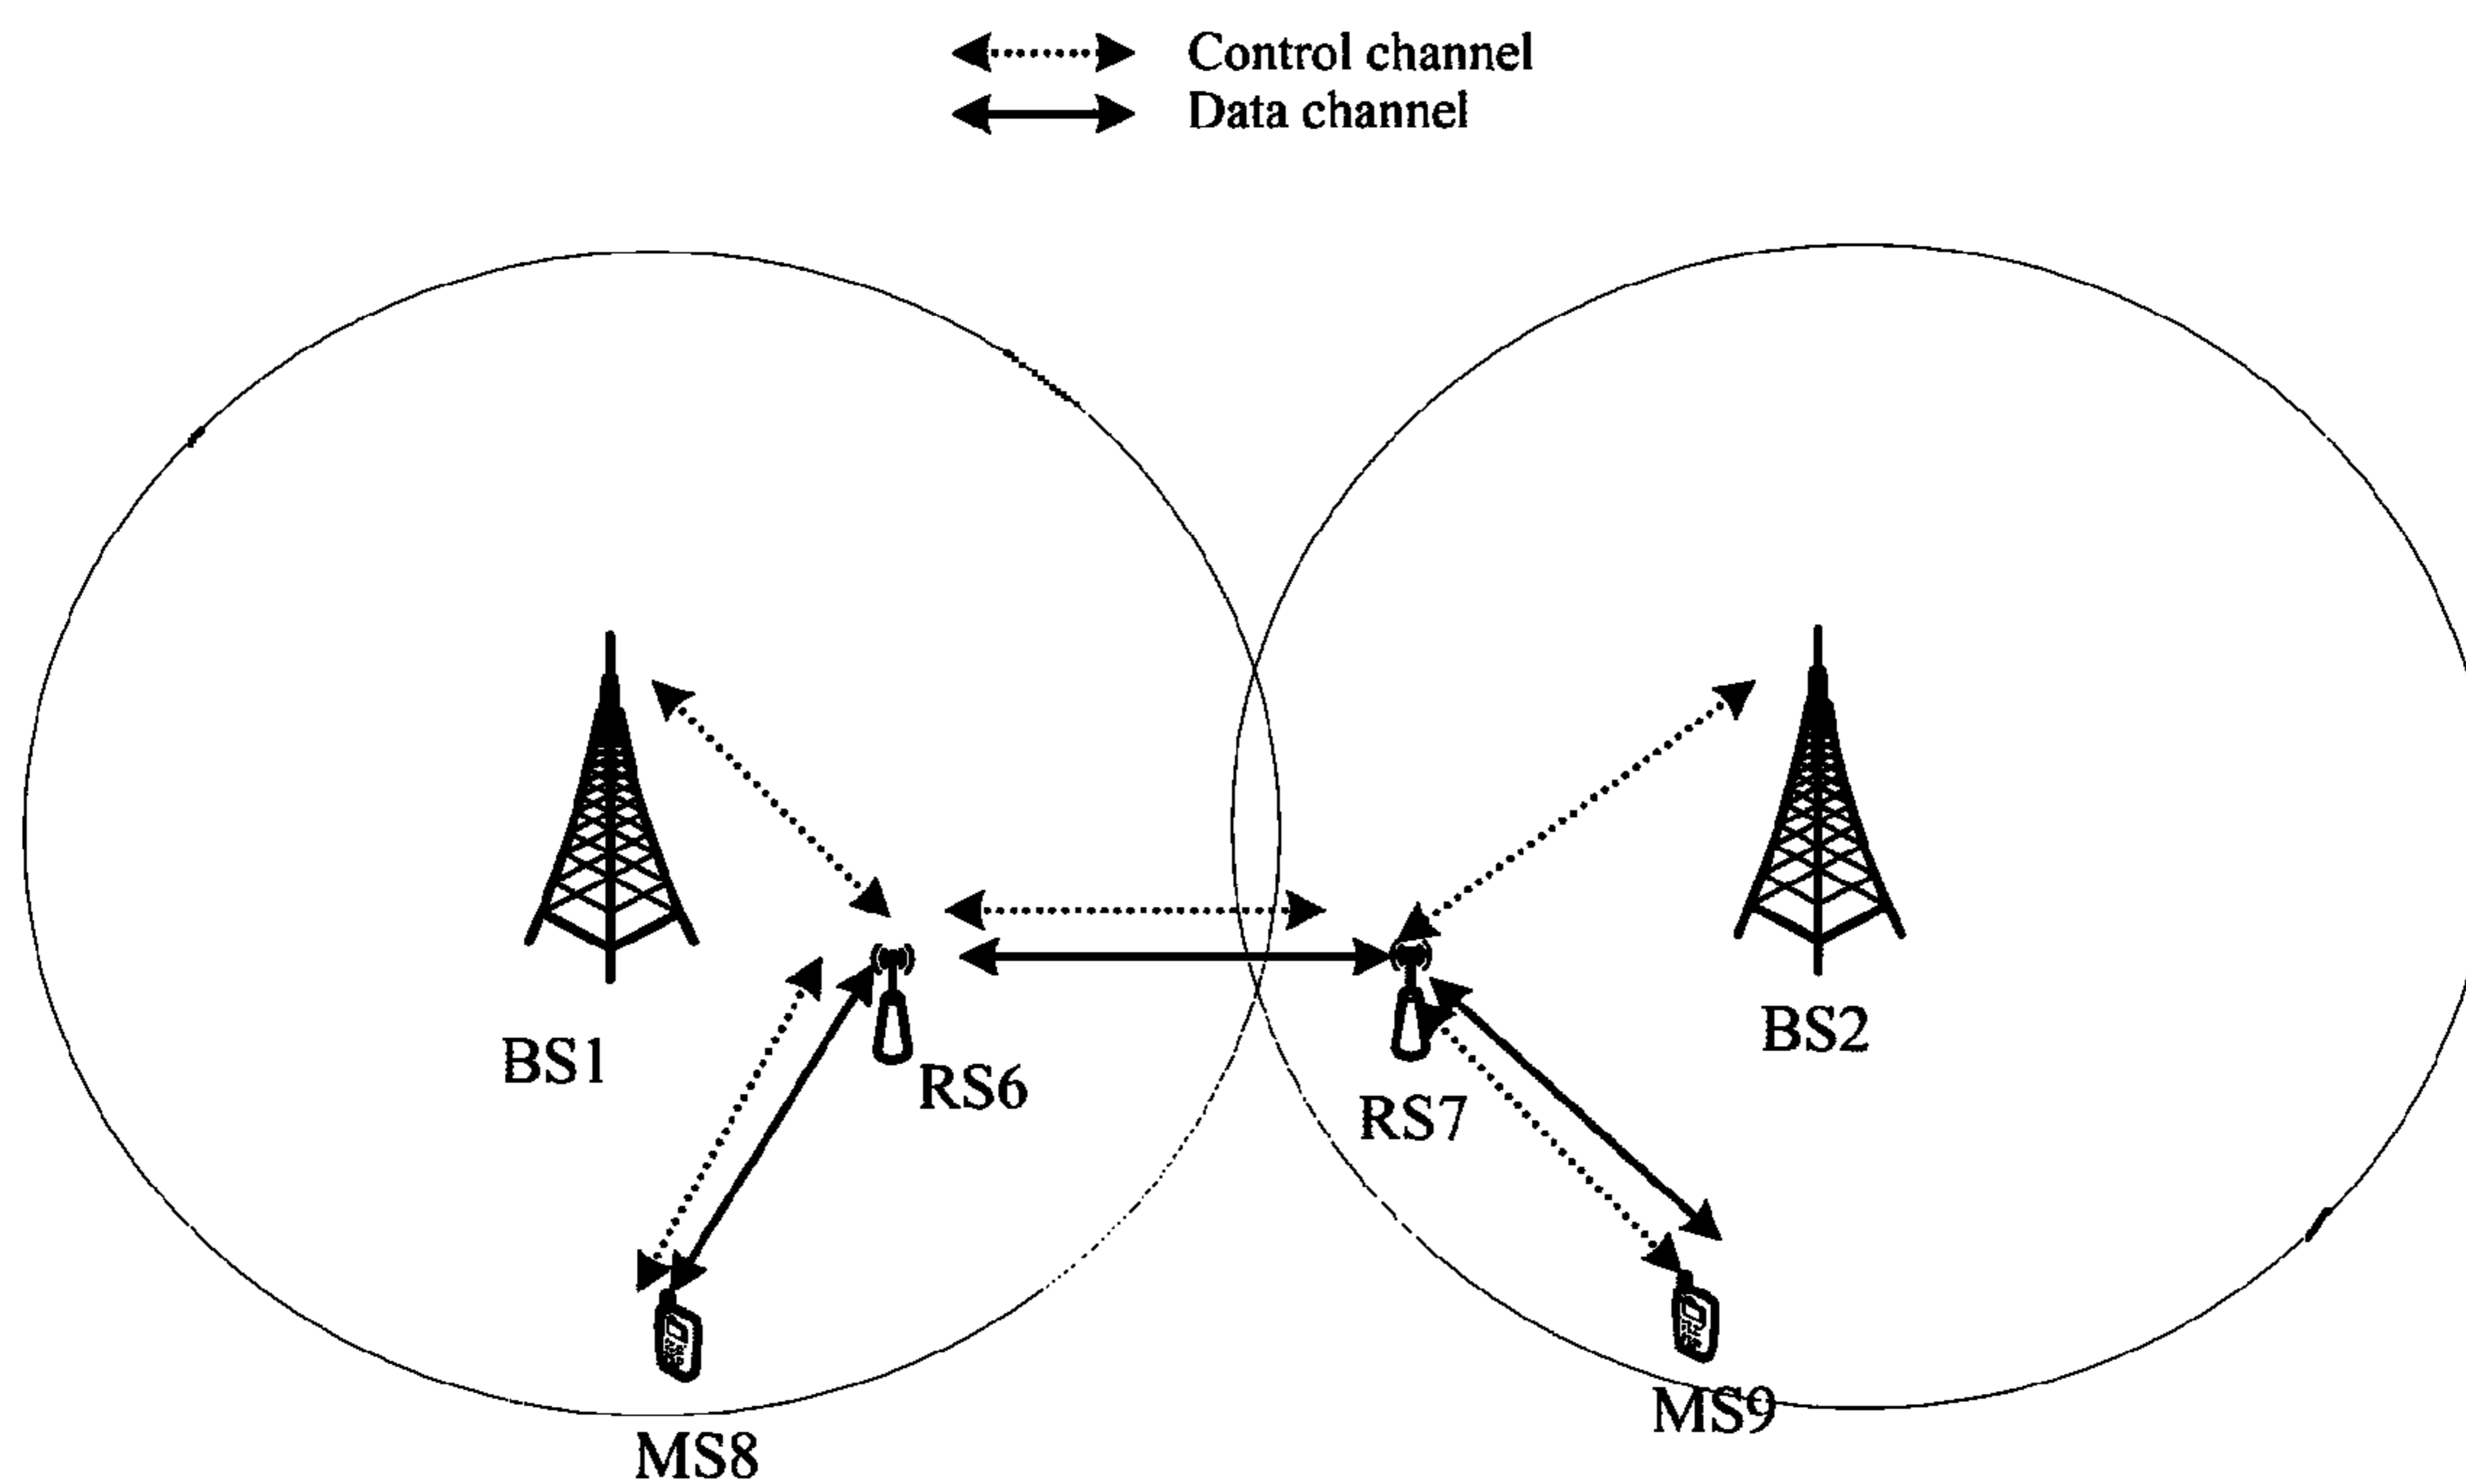 Control channel
Data channel
BS1
BS2
RS6
RS7
MS8
MS9